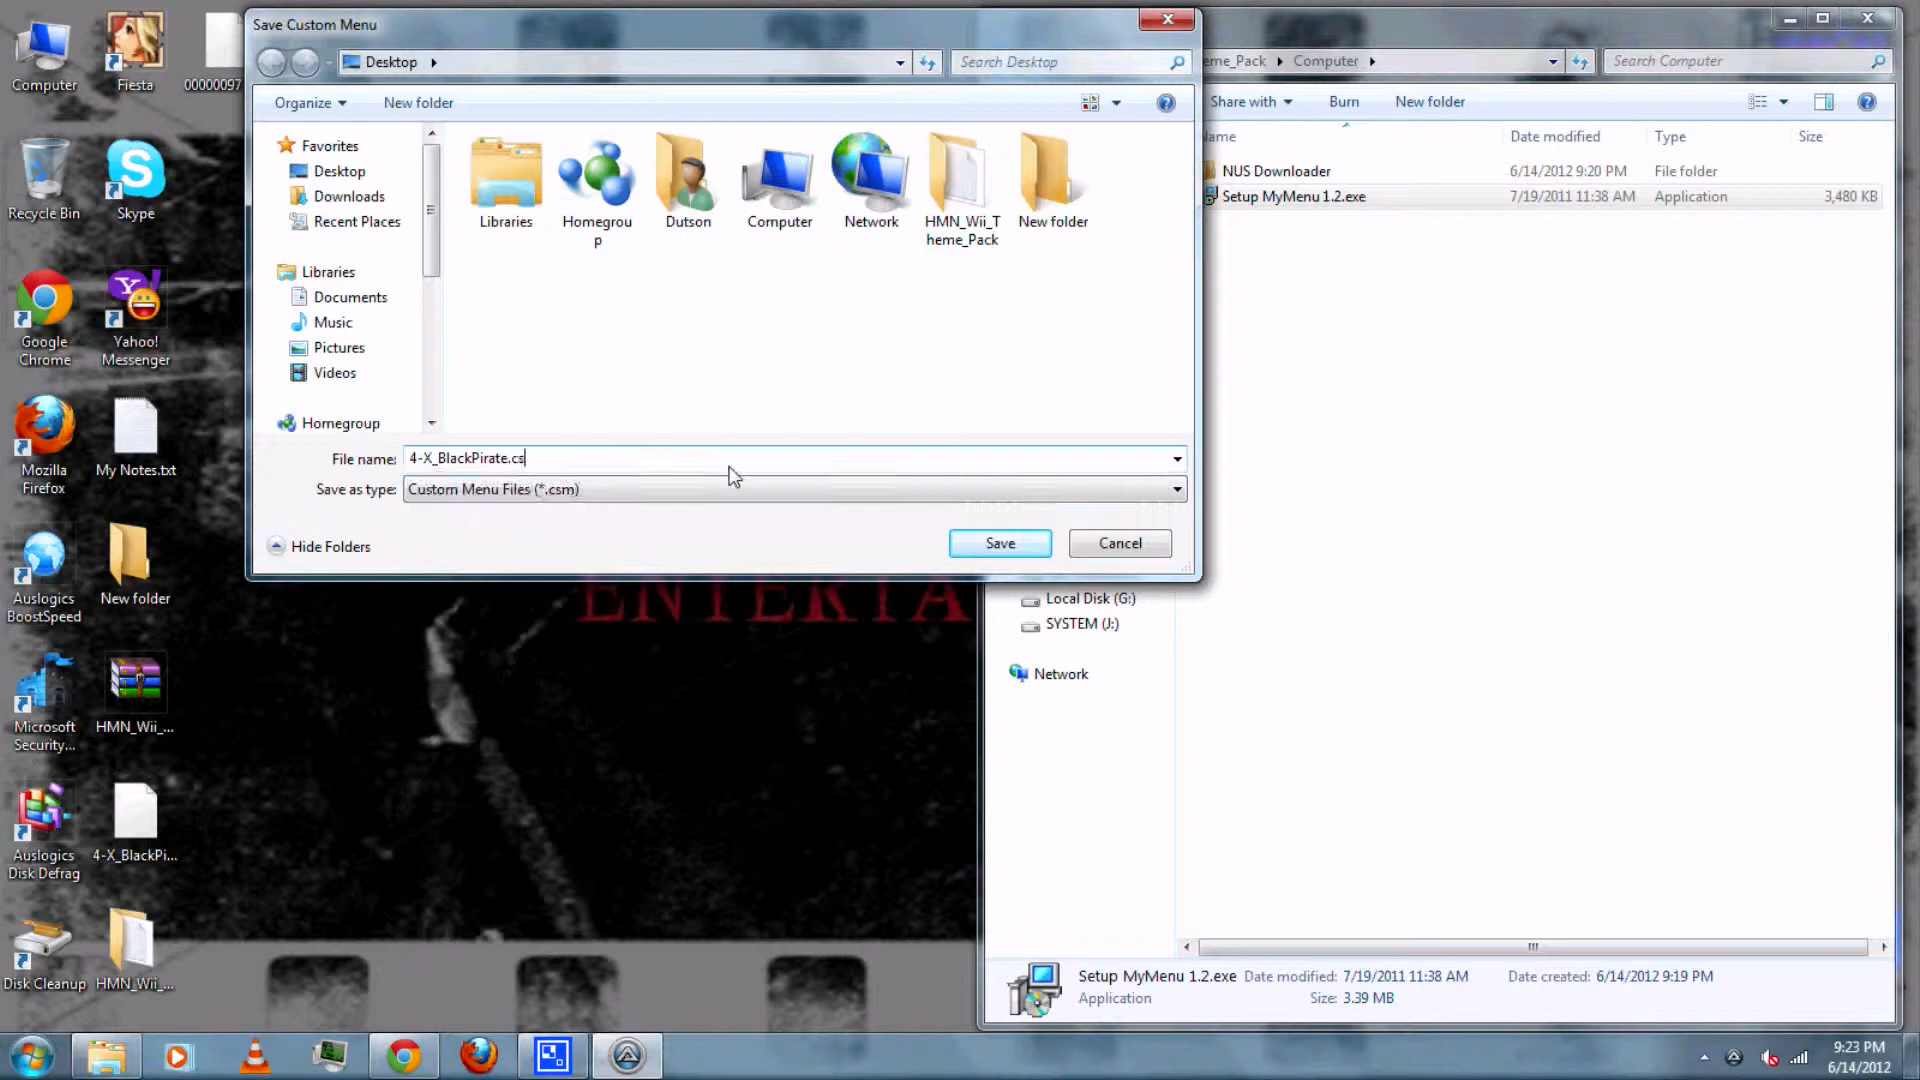 Save Custom Menu
Desktop
Search Desktop
Organize
New folder
Favorites
Desktop
Downloads
Recent Places
Libraries
Documents
Music
Pictures
Videos
Homegroup
Libraries
Homegrou
p
Dutson
Computer
Network
HMN_Wii_T
heme_Pack
New folder
File name: 4-X_BlackPirate.cs
Save as type: Custom Menu Files (*.csm)
Hide Folders
Save
Cancel
eme_Pack
Computer
Search Computer
Share with
Burn
New folder
Name
Date modified
Type
Size
NUS Downloader
6/14/2012 9:20 PM
File folder
Setup MyMenu 1.2.exe
7/19/2011 11:38 AM
Application
3,480 KB
Local Disk (G:)
SYSTEM (J:)
Network
Setup MyMenu 1.2.exe Date modified: 7/19/2011 11:38 AM Date created: 6/14/2012 9:19 PM
Application Size: 3.39 MB
ENTERTA
Computer
Fiesta
00000097
Recycle Bin
Skype
Google
Chrome
Yahoo!
Messenger
Mozilla
Firefox
My Notes.txt
Auslogics
BoostSpeed
New folder
Microsoft
Security...
HMN_Wii_...
Auslogics
Disk Defrag
4-X_BlackPi...
Disk Cleanup
HMN_Wii_...
9:23 PM
6/14/2012